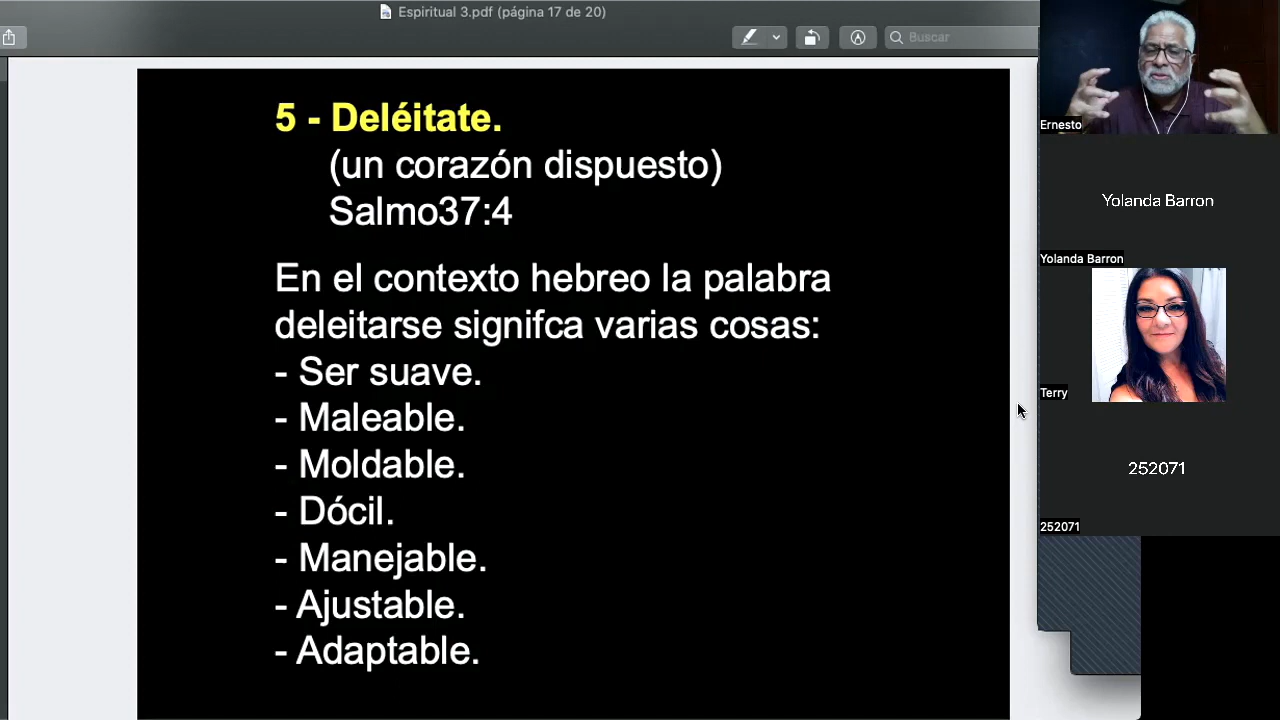 Espiritual 3.pdf (página 17 de 20)
Buscar
5 - Deléitate.
(un corazón dispuesto)
Salmo37:4
En el contexto hebreo la palabra
deleitarse signifca varias cosas:
- Ser suave.
- Maleable.
- Moldable.
- Dócil.
- Manejable.
- Ajustable.
- Adaptable.
Ernesto
Yolanda Barron
Yolanda Barron
Terry
252071
252071